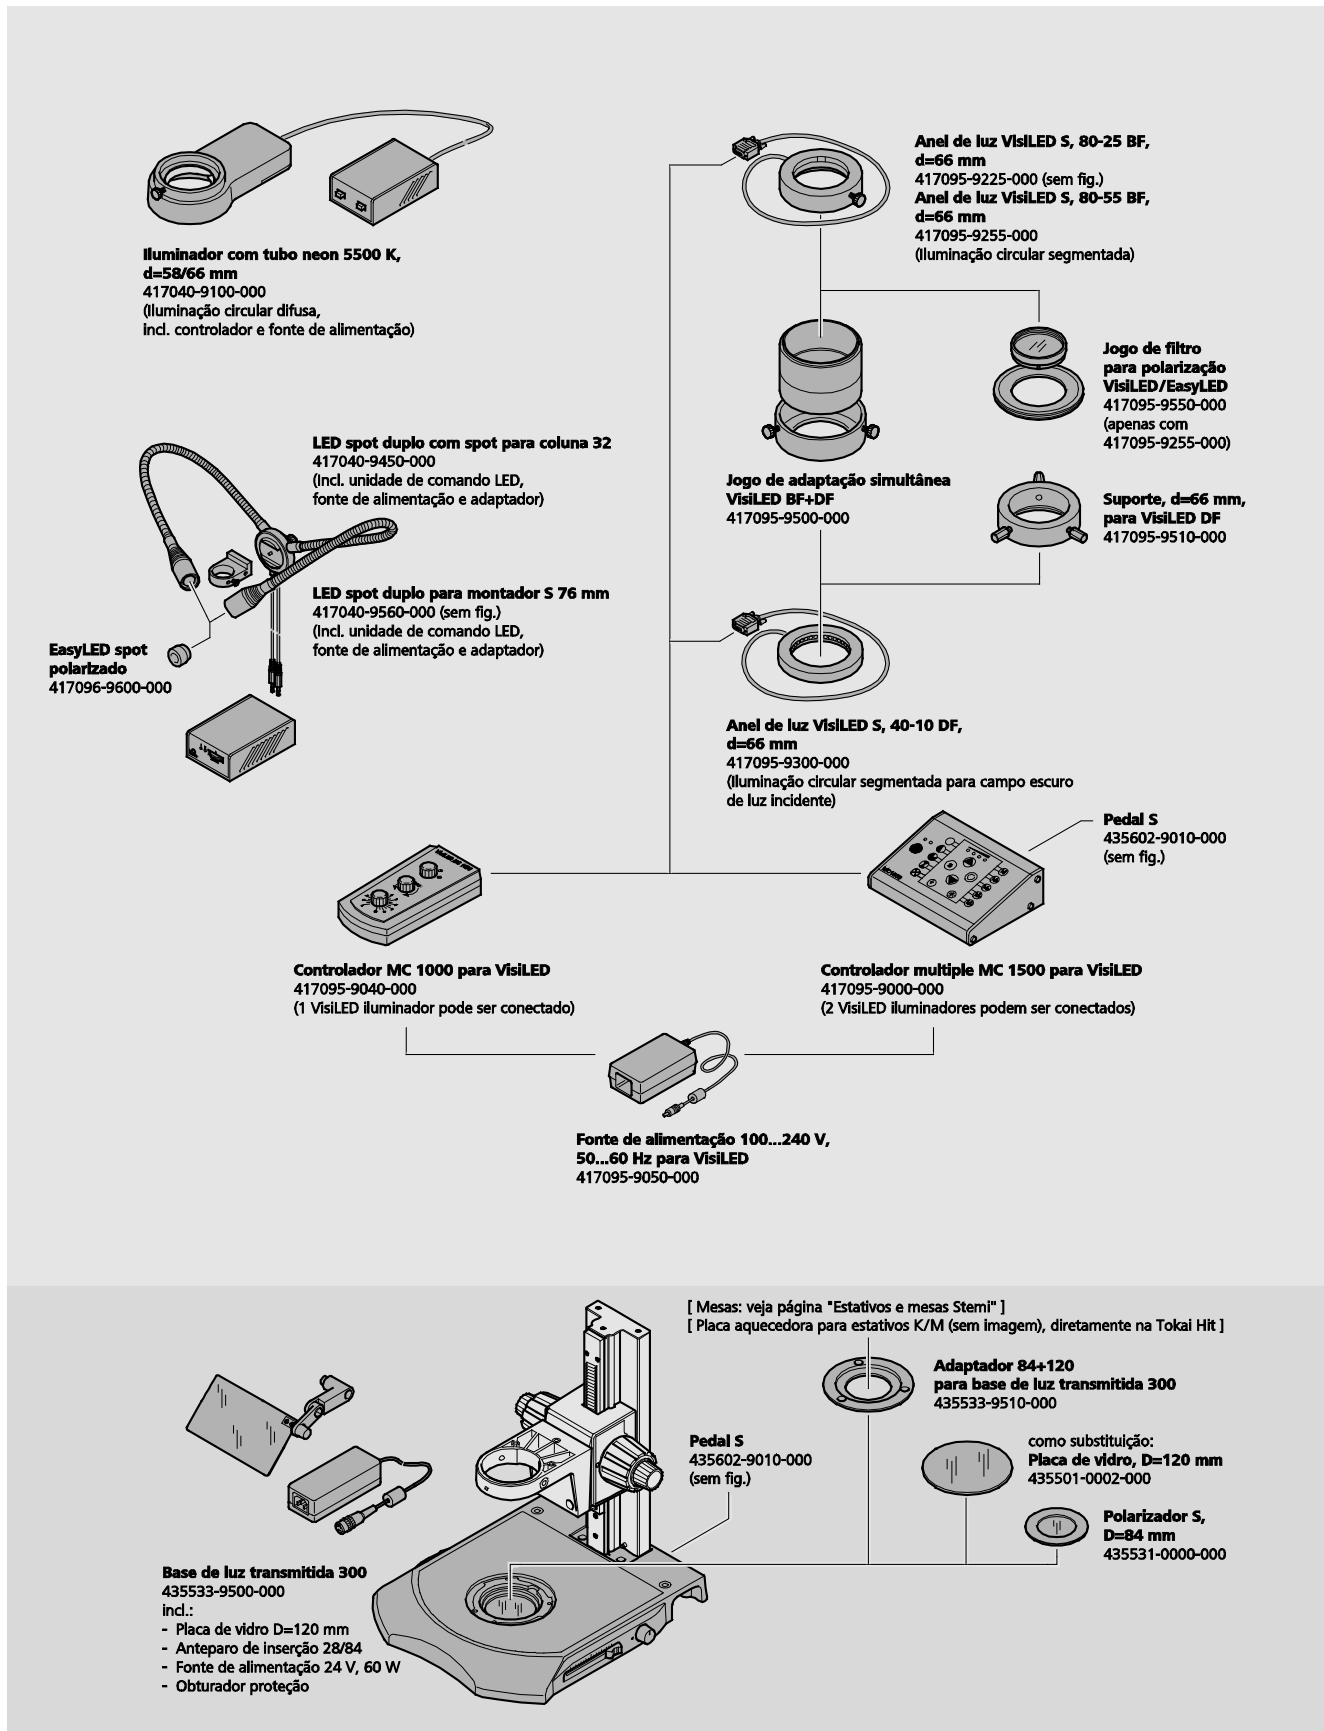 Iluminador com tubo neon 5500 K,
d=58/66 mm
417040-9100-000
(Iluminação circular difusa,
incl. controlador e fonte de alimentação)
Anel de luz VisiLED S, 80-25 BF,
d=66 mm
417095-9225-000 (sem fig.)
Anel de luz VisiLED S, 80-55 BF,
d=66 mm
417095-9255-000
(Iluminação circular segmentada)
Jogo de filtro
para polarização
VisiLED/EasyLED
417095-9550-000
(apenas com
417095-9255-000)
LED spot duplo com spot para coluna 32
417040-9450-000
(Incl. unidade de comando LED,
fonte de alimentação e adaptador)
Jogo de adaptação simultânea
VisiLED BF+DF
417095-9500-000
Suporte, d=66 mm,
para VisiLED DF
417095-9510-000
LED spot duplo para montador S 76 mm
417040-9560-000 (sem fig.)
(Incl. unidade de comando LED,
fonte de alimentação e adaptador)
EasyLED spot
polarizado
417096-9600-000
Anel de luz VisiLED S, 40-10 DF,
d=66 mm
417095-9300-000
(Iluminação circular segmentada para campo escuro
de luz incidente)
Pedal S
435602-9010-000
(sem fig.)
Controlador MC 1000 para VisiLED
417095-9040-000
(1 VisiLED iluminador pode ser conectado)
Controlador multiple MC 1500 para VisiLED
417095-9000-000
(2 VisiLED iluminadores podem ser conectados)
Fonte de alimentação 100...240 V,
50...60 Hz para VisiLED
417095-9050-000
[ Mesas: veja página "Estativos e mesas Stemi" ]
[ Placa aquecedora para estativos K/M (sem imagem), diretamente na Tokai Hit ]
Adaptador 84+120
para base de luz transmitida 300
435533-9510-000
Pedal S
435602-9010-000
(sem fig.)
como substituição:
Placa de vidro, D=120 mm
435501-0002-000
Polarizador S,
D=84 mm
435531-0000-000
Base de luz transmitida 300
435533-9500-000
incl.:
- Placa de vidro D=120 mm
- Anteparo de inserção 28/84
- Fonte de alimentação 24 V, 60 W
- Obturador proteção